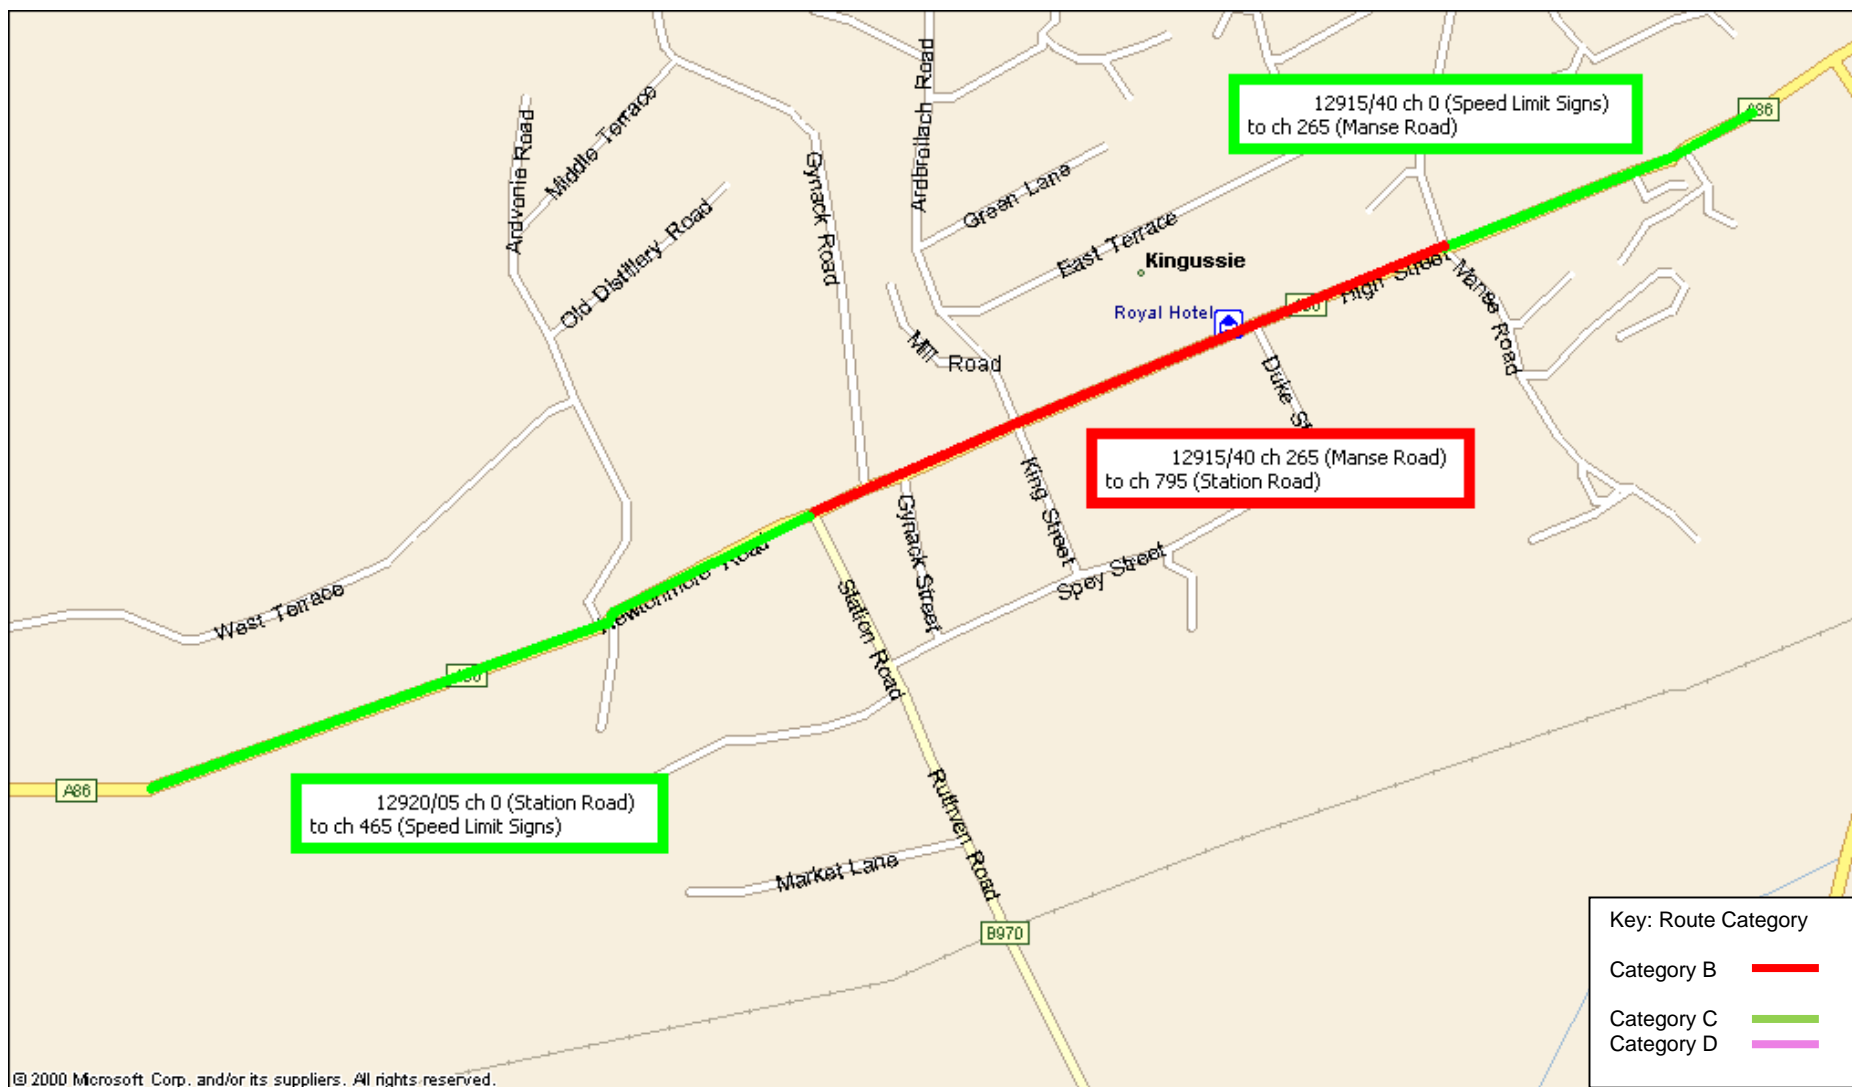 12915/40 ch 0 (Speed Limit Signs)
to ch 265 (Manse Road)
A86
Ardvonie Road
Middle Terrace
Old Distillery Road
Gynack Road
Ardbroilach Road
Green Lane
East Terrace
Kingussie
Royal Hotel
High Street
Manse Road
Mill Road
Duke St
12915/40 ch 265 (Manse Road)
to ch 795 (Station Road)
King Street
Gynack Street
Spey Street
Station Road
Newtonmore Road
West Terrace
A86
12920/05 ch 0 (Station Road)
to ch 465 (Speed Limit Signs)
Ruthven Road
Market Lane
B970
Key: Route Category
Category B
Category C
Category D
© 2000 Microsoft Corp. and/or its suppliers. All rights reserved.